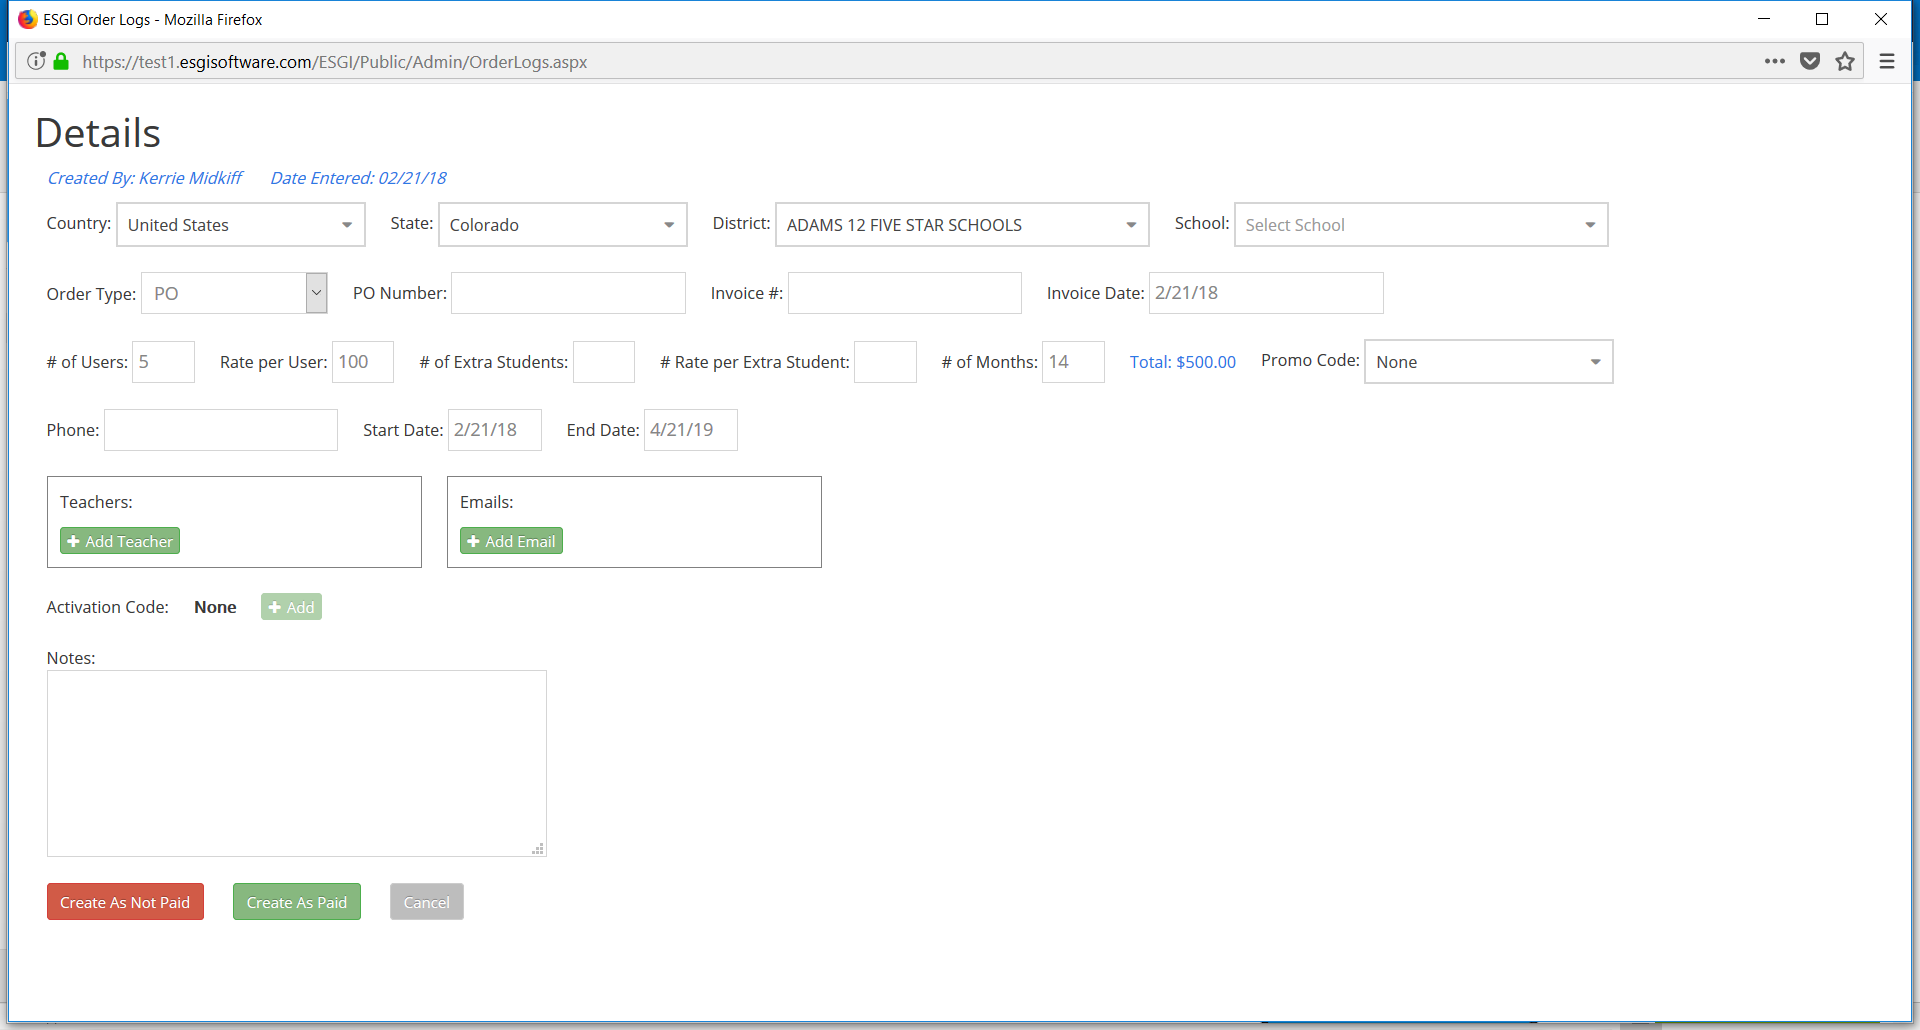 ESGI Order Logs - Mozilla Firefox
https://test1.esgisoftware.com/ESGI/Public/Admin/OrderLogs.aspx
Details
Created By: Kerrie Midkiff Date Entered: 02/21/18
Country: United States State: Colorado District: ADAMS 12 FIVE STAR SCHOOLS School: Select School
Order Type: PO PO Number: Invoice #: Invoice Date: 2/21/18
# of Users: 5 Rate per User: 100 # of Extra Students: # Rate per Extra Student: # of Months: 14 Total: $500.00 Promo Code: None
Phone: Start Date: 2/21/18 End Date: 4/21/19
Teachers: Emails:
Add Teacher Add Email
Activation Code: None Add
Notes:
Create As Not Paid Create As Paid Cancel